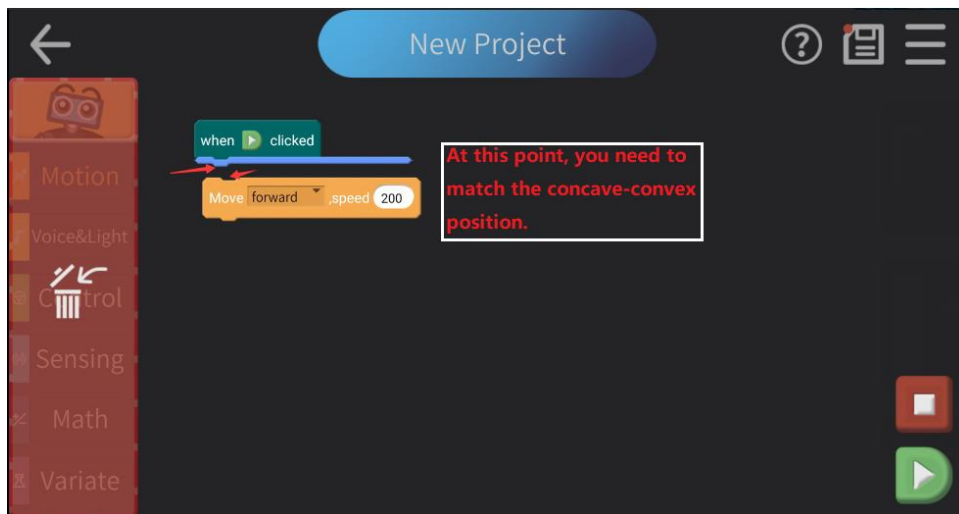 New Project
when clicked
Move forward ,speed 200
At this point, you need to
match the concave-convex
position.
Motion
Voice&Light
Control
Sensing
Math
Variate